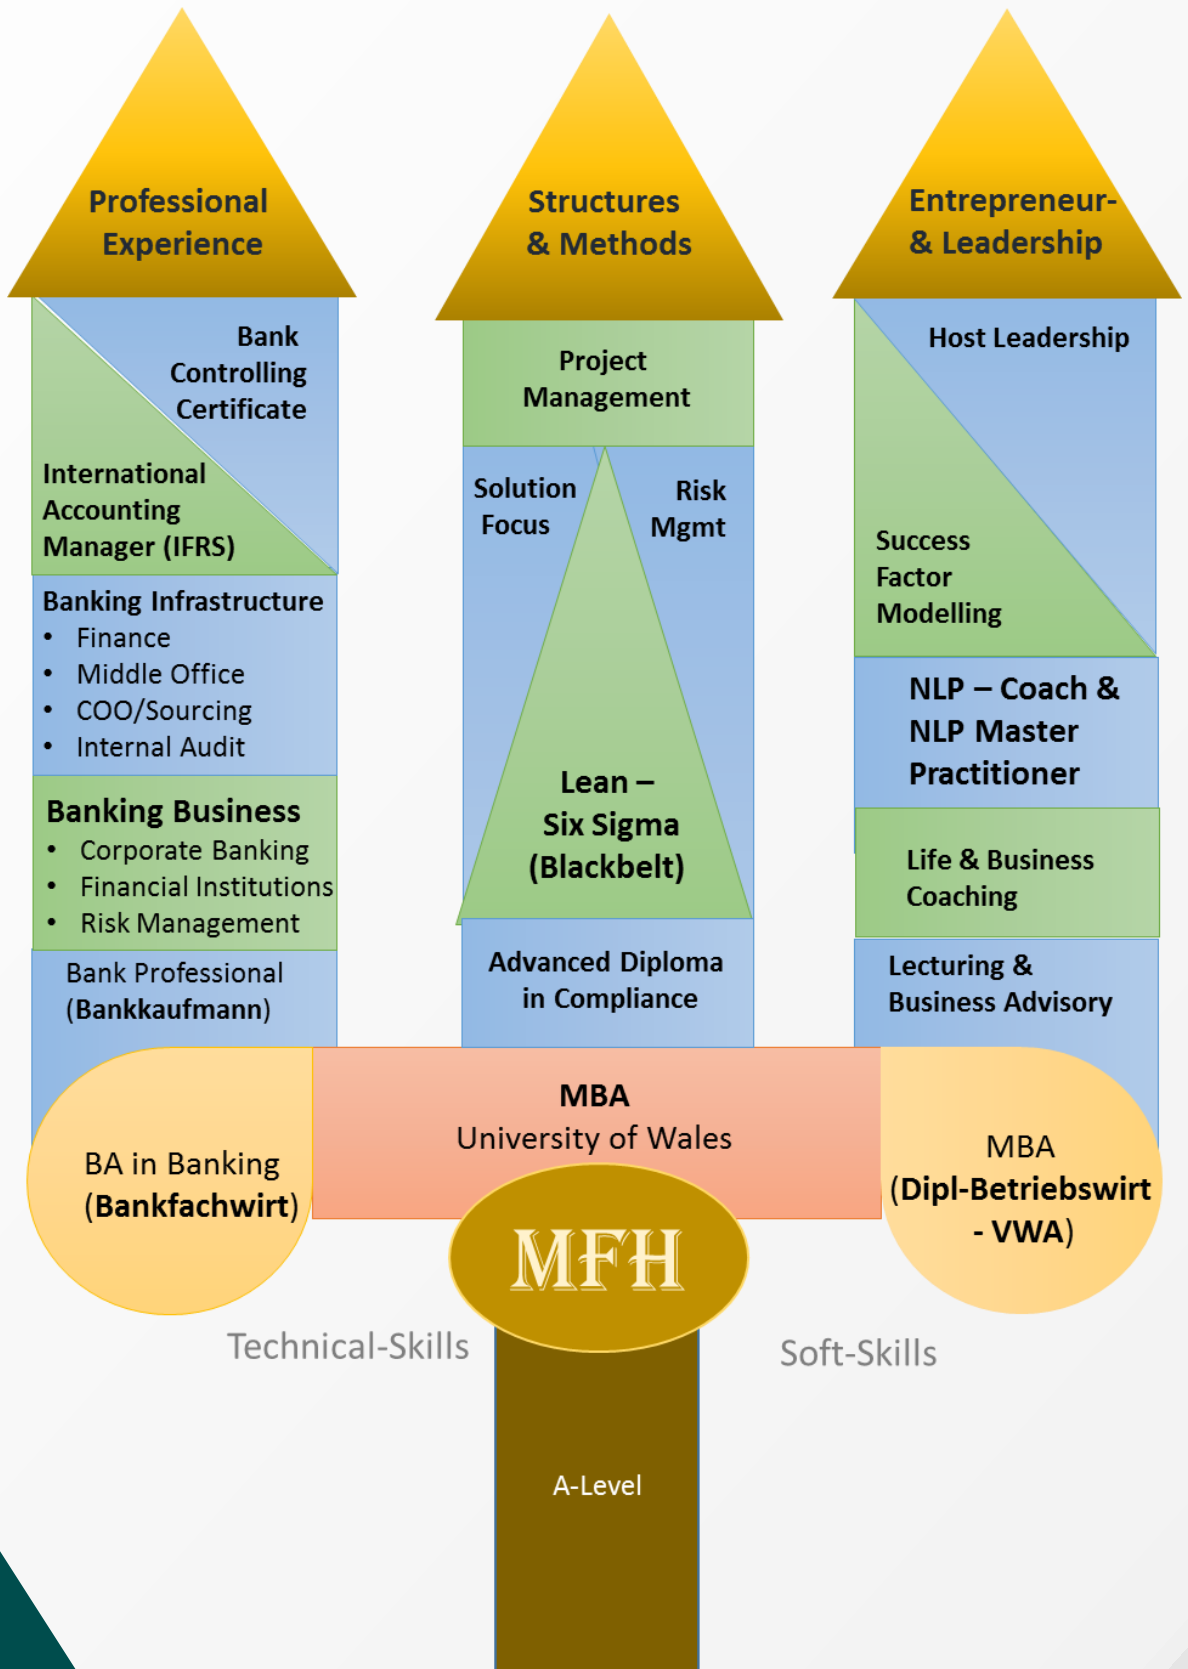 Professional
Experience
Bank
Controlling
Certificate
International
Accounting
Manager (IFRS)
Banking Infrastructure
• Finance
• Middle Office
• COO/Sourcing
• Internal Audit
Banking Business
• Corporate Banking
• Financial Institutions
• Risk Management
Bank Professional
(Bankkaufmann)
BA in Banking
(Bankfachwirt)
Structures
& Methods
Project
Management
Solution
Focus
Risk
Mgmt
Lean –
Six Sigma
(Blackbelt)
Advanced Diploma
in Compliance
MBA
University of Wales
MFH
Entrepreneur-
& Leadership
Host Leadership
Success
Factor
Modelling
NLP – Coach &
NLP Master
Practitioner
Life & Business
Coaching
Lecturing &
Business Advisory
MBA
(Dipl-Betriebswirt
- VWA)
Technical-Skills
Soft-Skills
A-Level